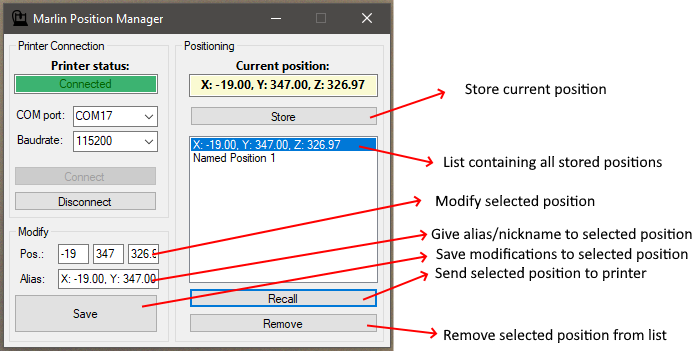 Marlin Position Manager
Printer Connection
Printer status:
Connected
COM port: COM17
Baudrate: 115200
Connect
Disconnect
Modify
Pos.: -19 347 326.9
Alias: X: -19.00, Y: 347.00
Save
Positioning
Current position:
X: -19.00, Y: 347.00, Z: 326.97
Store
X: -19.00, Y: 347.00, Z: 326.97
Named Position 1
Recall
Remove
Store current position
List containing all stored positions
Modify selected position
Give alias/nickname to selected position
Save modifications to selected position
Send selected position to printer
Remove selected position from list